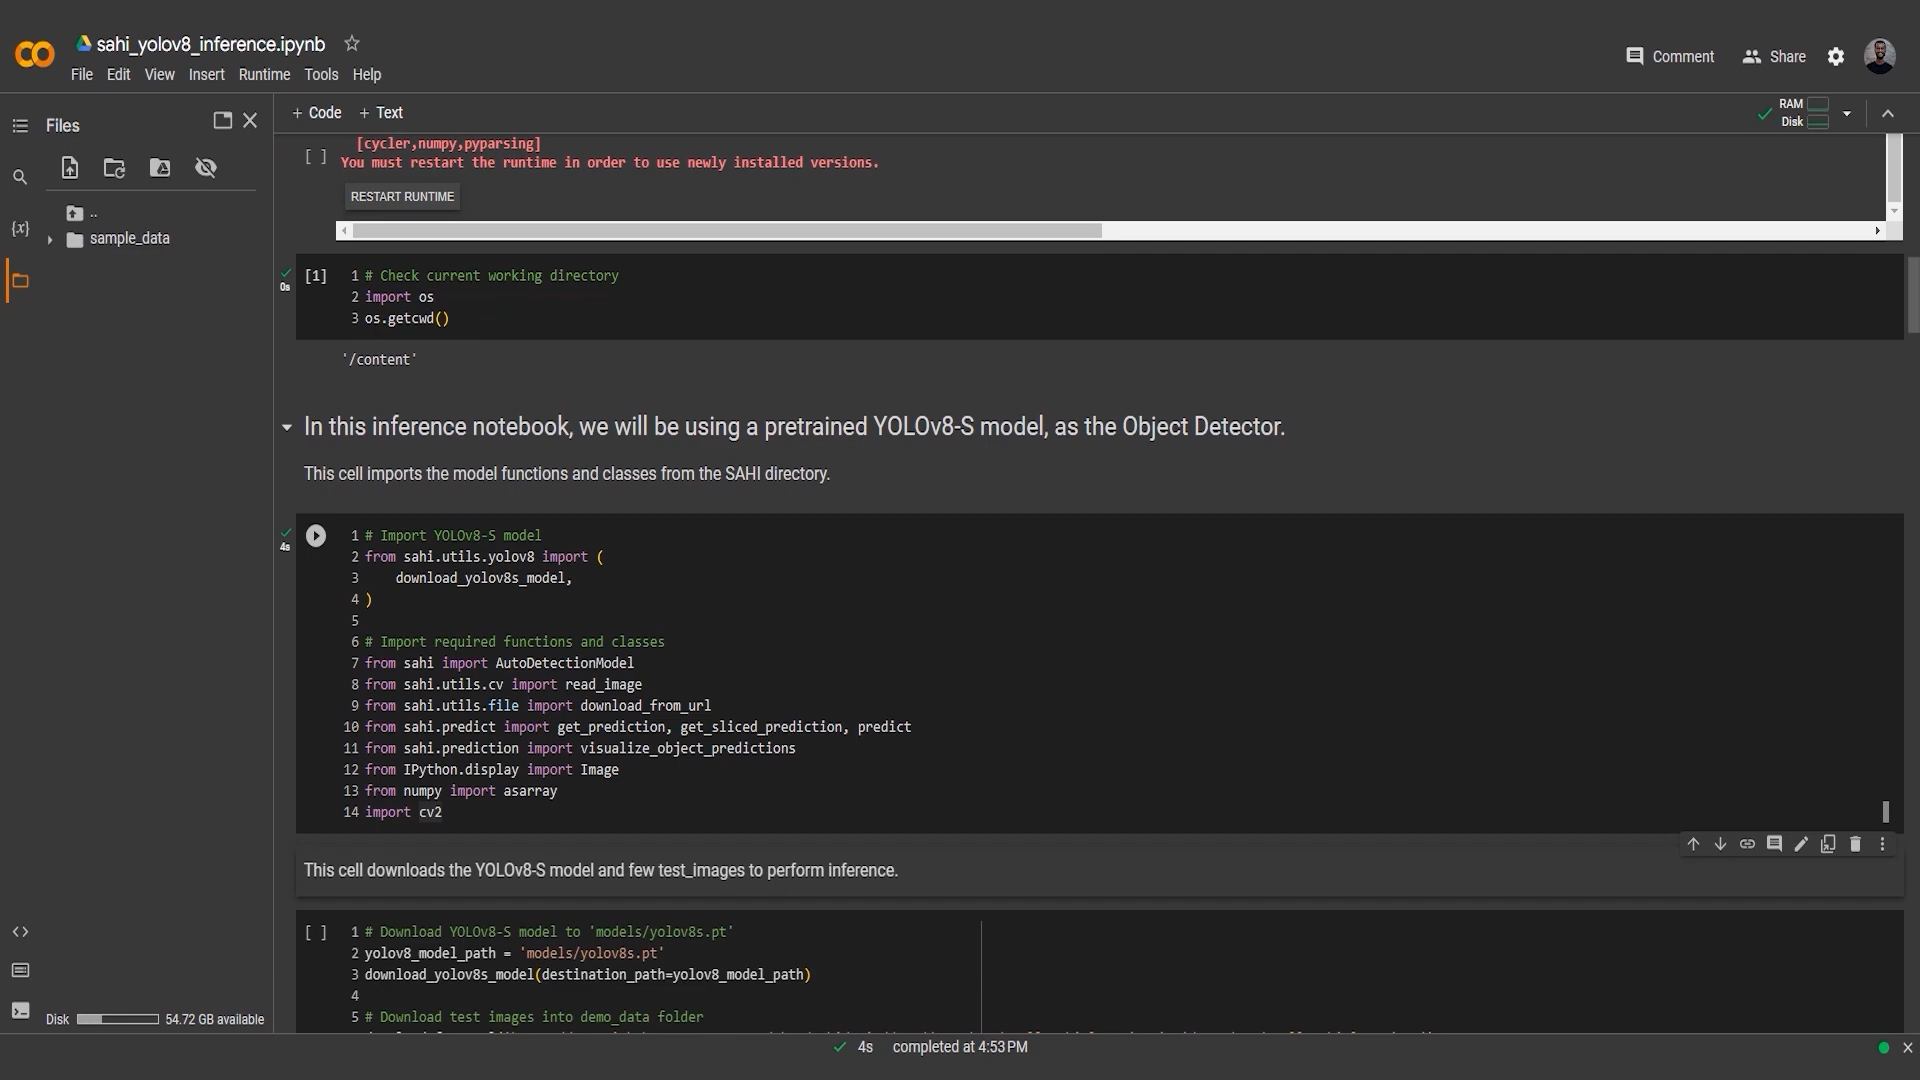 sahi_yolov8_inference.ipynb
File Edit View Insert Runtime Tools Help
Comment Share
Files
+ Code + Text
RAM
Disk
..
sample_data
{x}
[cycler,numpy,pyparsing]
[ ] You must restart the runtime in order to use newly installed versions.
RESTART RUNTIME
0s
[1] 1 # Check current working directory
2 import os
3 os.getcwd()
'/content'
In this inference notebook, we will be using a pretrained YOLOv8-S model, as the Object Detector.
This cell imports the model functions and classes from the SAHI directory.
4s
1 # Import YOLOv8-S model
2 from sahi.utils.yolov8 import (
3     download_yolov8s_model,
4 )
5
6 # Import required functions and classes
7 from sahi import AutoDetectionModel
8 from sahi.utils.cv import read_image
9 from sahi.utils.file import download_from_url
10 from sahi.predict import get_prediction, get_sliced_prediction, predict
11 from sahi.prediction import visualize_object_predictions
12 from IPython.display import Image
13 from numpy import asarray
14 import cv2
This cell downloads the YOLOv8-S model and few test_images to perform inference.
[ ] 1 # Download YOLOv8-S model to 'models/yolov8s.pt'
2 yolov8_model_path = 'models/yolov8s.pt'
3 download_yolov8s_model(destination_path=yolov8_model_path)
4
5 # Download test images into demo_data folder
Disk 54.72 GB available
4s completed at 4:53 PM